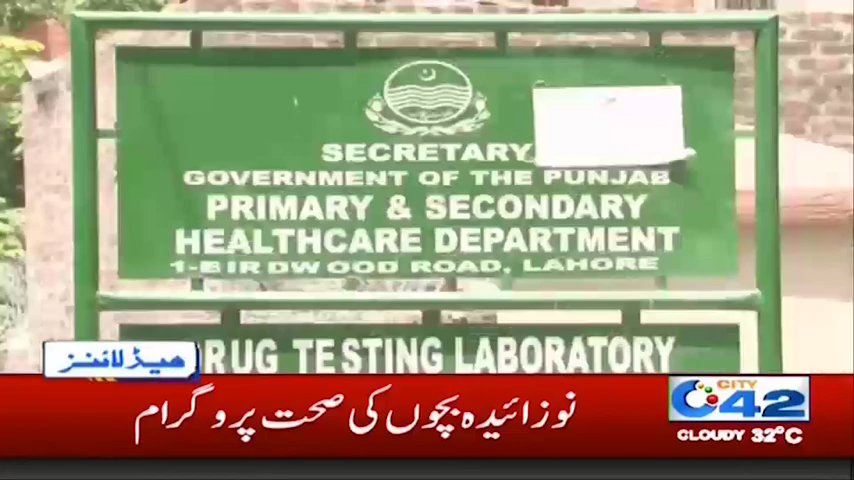 SECRETARY
GOVERNMENT OF THE PUNJAB
PRIMARY & SECONDARY
HEALTHCARE DEPARTMENT
1-BIRDWOOD ROAD, LAHORE
DRUG TESTING LABORATORY
ہیڈلائنز
نوزائیدہ بچوں کی صحت پروگرام
CITY
42
CLOUDY 32°C